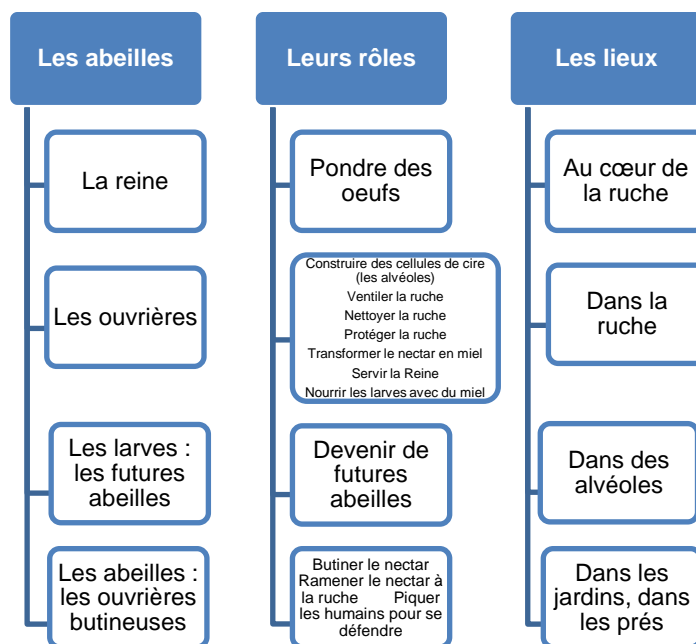 Les abeilles
La reine
Les ouvrières
Les larves :
les futures
abeilles
Les abeilles :
les ouvrières
butineuses
Leurs rôles
Pondre des
oeufs
Construire des cellules de cire
(les alvéoles)
Ventiler la ruche
Nettoyer la ruche
Protéger la ruche
Transformer le nectar en miel
Servir la Reine
Nourrir les larves avec du miel
Devenir de
futures
abeilles
Butiner le nectar
Ramener le nectar à
la ruche Piquer
les humains pour se
défendre
Les lieux
Au cœur de
la ruche
Dans la
ruche
Dans des
alvéoles
Dans les
jardins, dans
les prés